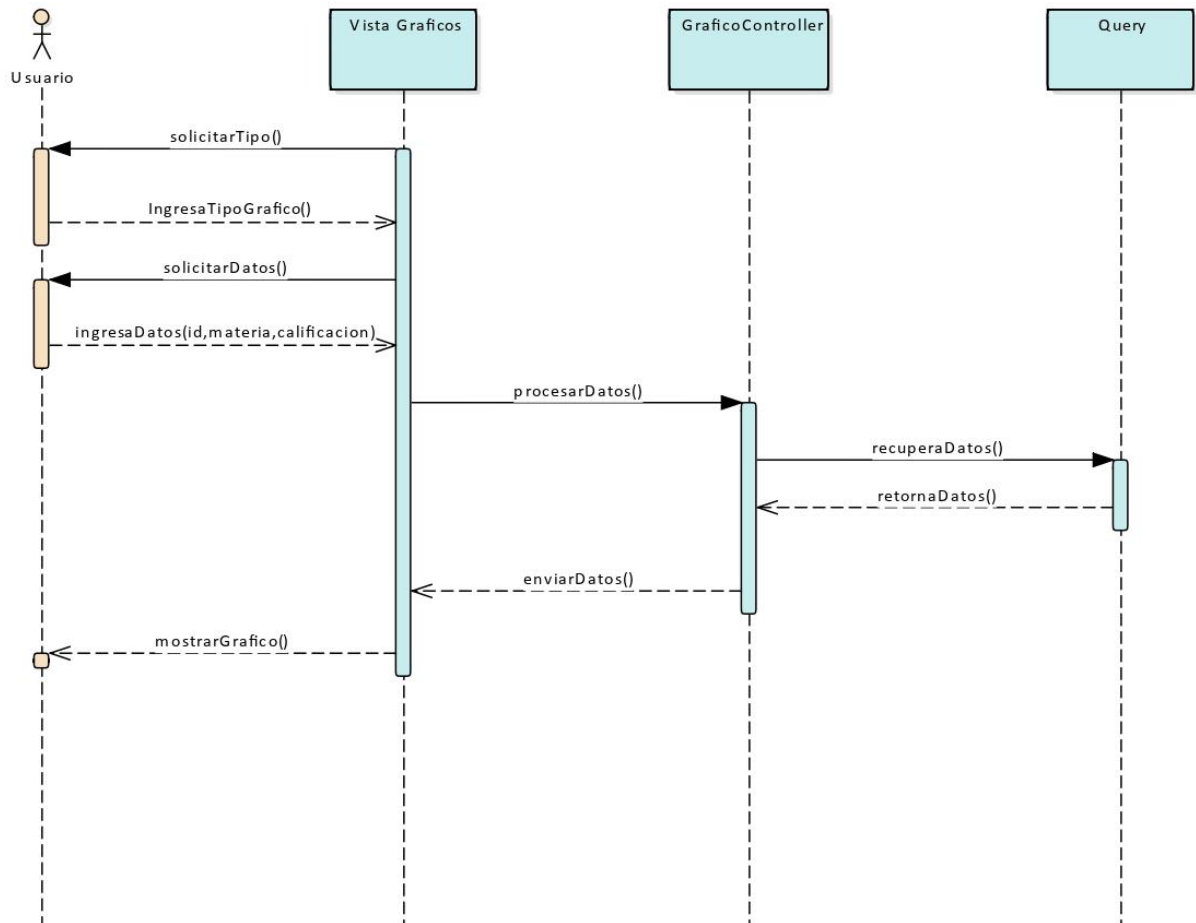 Usuario
Vista Graficos
GraficoController
Query
solicitarTipo()
IngresaTipoGrafico()
solicitarDatos()
ingresaDatos(id,materia,calificacion)
procesarDatos()
recuperaDatos()
retornaDatos()
enviarDatos()
mostrarGrafico()